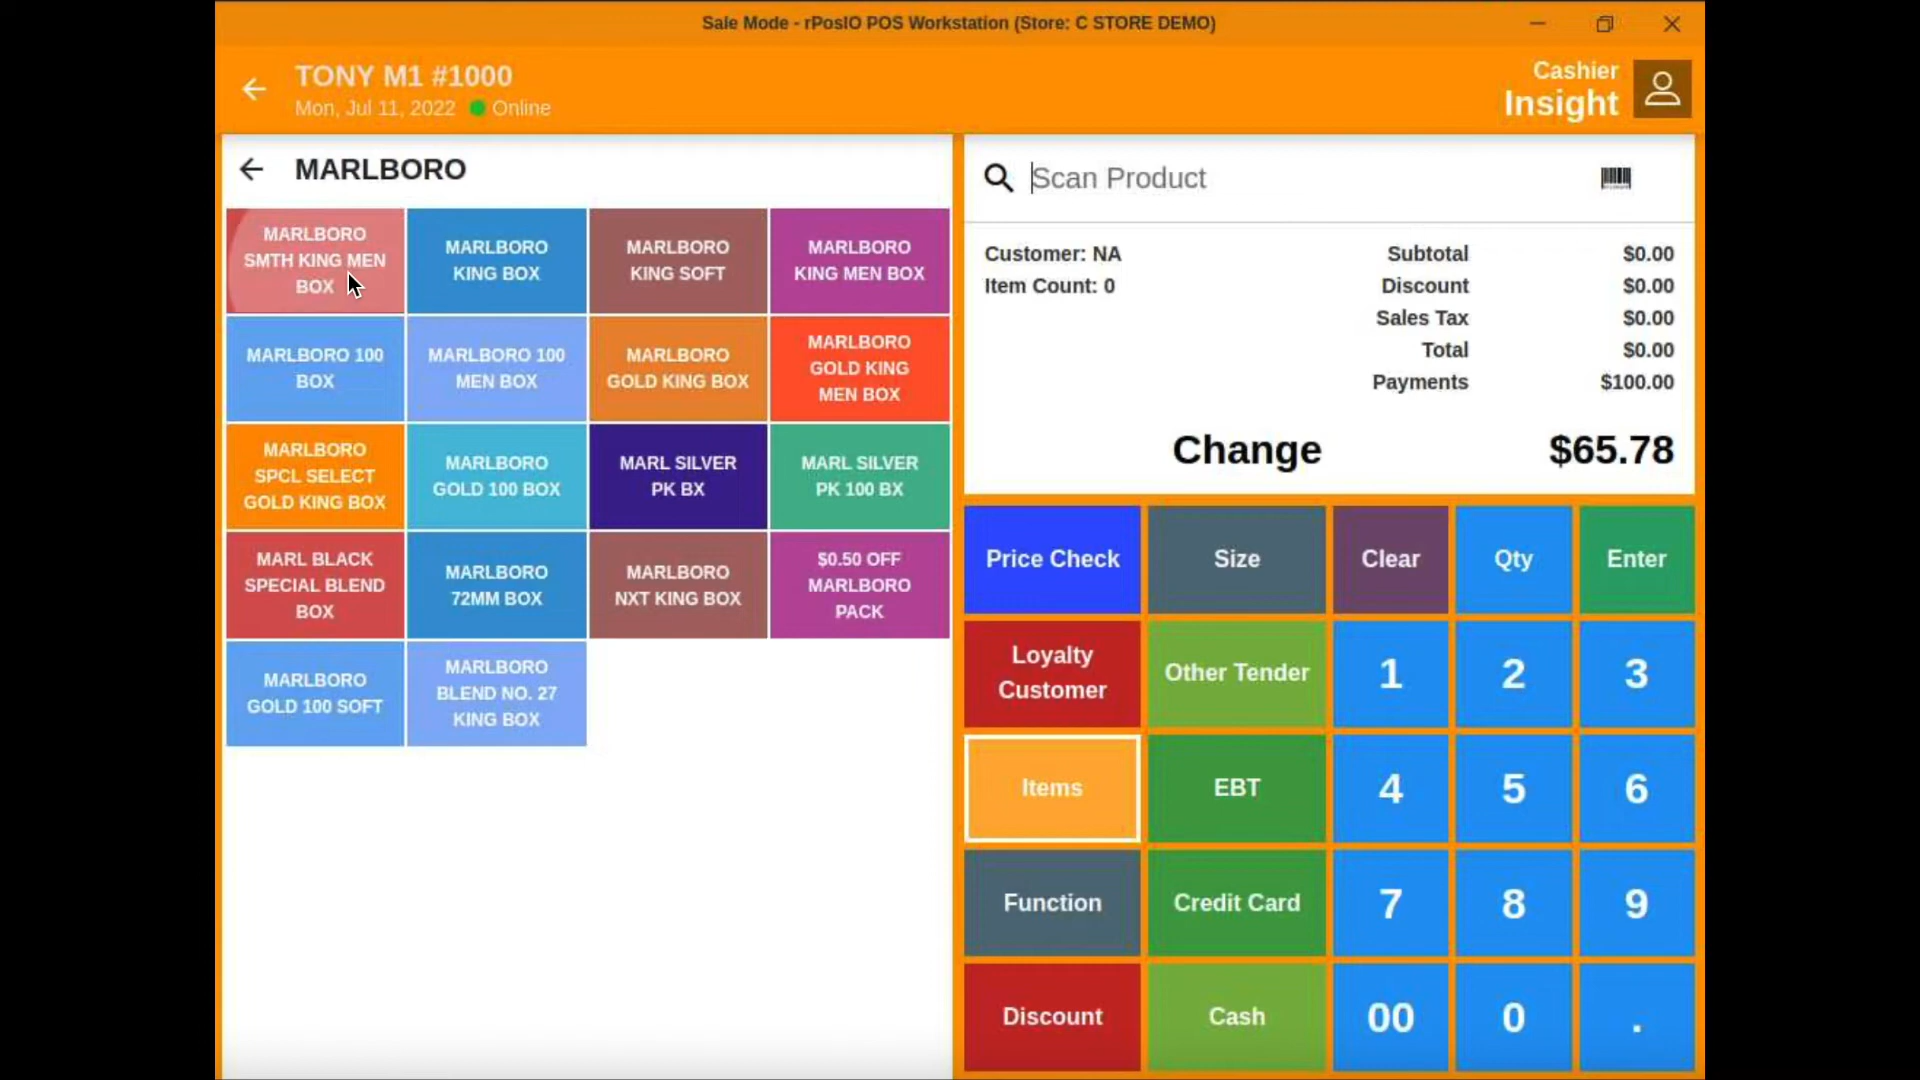 Sale Mode - rPosIO POS Workstation (Store: C STORE DEMO)
TONY M1 #1000
Mon, Jul 11, 2022 Online
Cashier
Insight
MARLBORO
MARLBORO
SMTH KING MEN
BOX
MARLBORO
KING BOX
MARLBORO
KING SOFT
MARLBORO
KING MEN BOX
MARLBORO 100
BOX
MARLBORO 100
MEN BOX
MARLBORO
GOLD KING BOX
MARLBORO
GOLD KING
MEN BOX
MARLBORO
SPCL SELECT
GOLD KING BOX
MARLBORO
GOLD 100 BOX
MARL SILVER
PK BX
MARL SILVER
PK 100 BX
MARL BLACK
SPECIAL BLEND
BOX
MARLBORO
72MM BOX
MARLBORO
NXT KING BOX
$0.50 OFF
MARLBORO
PACK
MARLBORO
GOLD 100 SOFT
MARLBORO
BLEND NO. 27
KING BOX
Scan Product
Customer: NA
Item Count: 0
Subtotal $0.00
Discount $0.00
Sales Tax $0.00
Total $0.00
Payments $100.00
Change $65.78
Price Check
Size
Clear
Qty
Enter
Loyalty
Customer
Other Tender
1
2
3
Items
EBT
4
5
6
Function
Credit Card
7
8
9
Discount
Cash
00
0
.